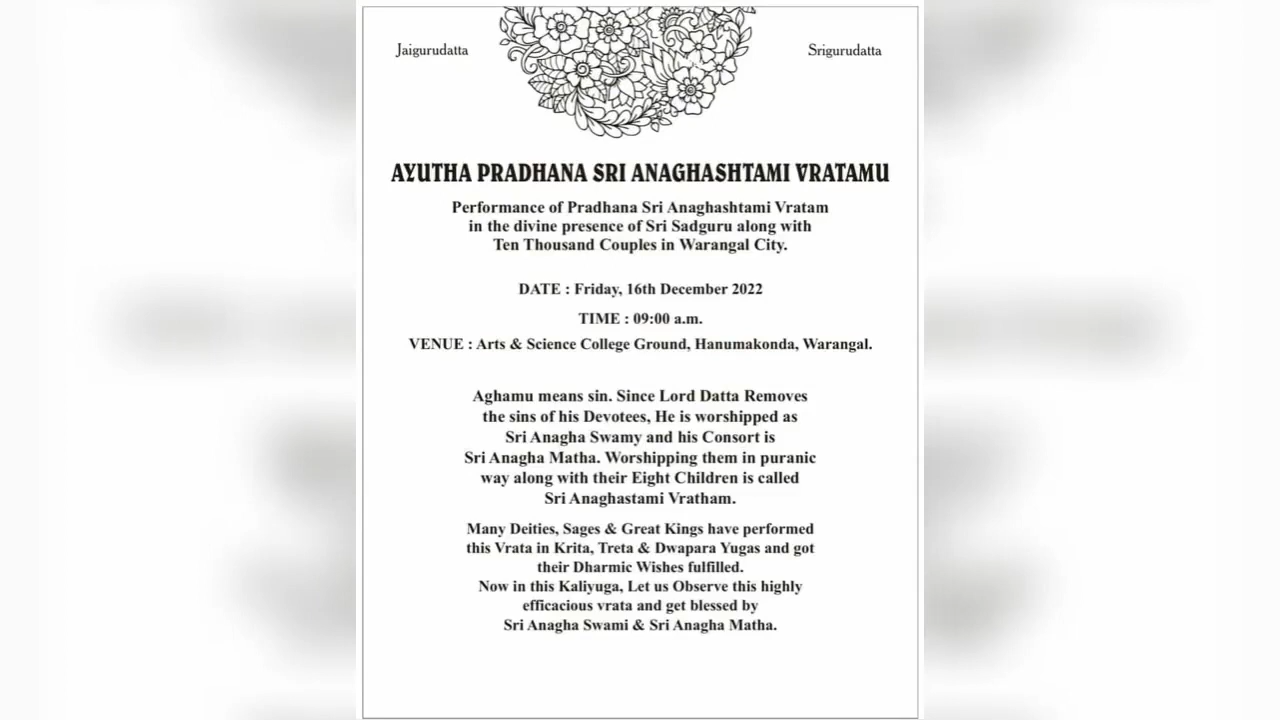 Jaigurudatta
Srigurudatta
AYUTHA PRADHANA SRI ANAGHASHTAMI VRATAMU
Performance of Pradhana Sri Anaghashtami Vratam
in the divine presence of Sri Sadguru along with
Ten Thousand Couples in Warangal City.
DATE : Friday, 16th December 2022
TIME : 09:00 a.m.
VENUE : Arts & Science College Ground, Hanumakonda, Warangal.
Aghamu means sin. Since Lord Datta Removes
the sins of his Devotees, He is worshipped as
Sri Anagha Swamy and his Consort is
Sri Anagha Matha. Worshipping them in puranic
way along with their Eight Children is called
Sri Anaghastami Vratham.
Many Deities, Sages & Great Kings have performed
this Vrata in Krita, Treta & Dwapara Yugas and got
their Dharmic Wishes fulfilled.
Now in this Kaliyuga, Let us Observe this highly
efficacious vrata and get blessed by
Sri Anagha Swami & Sri Anagha Matha.